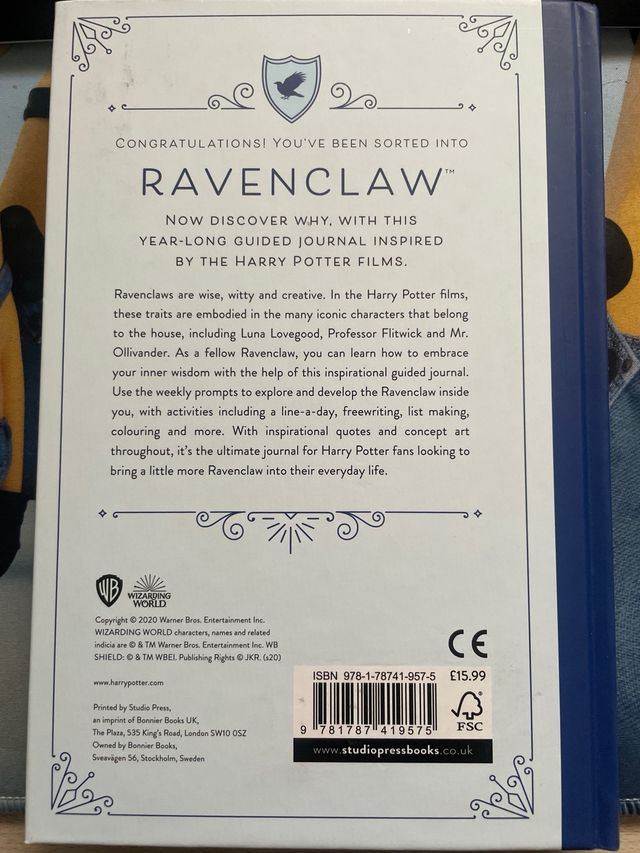 CONGRATULATIONS! YOU'VE BEEN SORTED INTO
RAVENCLAW™
NOW DISCOVER WHY, WITH THIS
YEAR-LONG GUIDED JOURNAL INSPIRED
BY THE HARRY POTTER FILMS.
Ravenclaws are wise, witty and creative. In the Harry Potter films,
these traits are embodied in the many iconic characters that belong
to the house, including Luna Lovegood, Professor Flitwick and Mr.
Ollivander. As a fellow Ravenclaw, you can learn how to embrace
your inner wisdom with the help of this inspirational guided journal.
Use the weekly prompts to explore and develop the Ravenclaw inside
you, with activities including a line-a-day, freewriting, list making,
colouring and more. With inspirational quotes and concept art
throughout, it's the ultimate journal for Harry Potter fans looking to
bring a little more Ravenclaw into their everyday life.
WB
WIZARDING
WORLD
Copyright © 2020 Warner Bros. Entertainment Inc.
WIZARDING WORLD characters, names and related
indicia are © & TM Warner Bros. Entertainment Inc. WB
SHIELD: © & TM WBEI. Publishing Rights © JKR. (s20)
www.harrypotter.com
Printed by Studio Press,
an imprint of Bonnier Books UK,
The Plaza, 535 King's Road, London SW10 0SZ
Owned by Bonnier Books,
Sveavägen 56, Stockholm, Sweden
CE
ISBN 978-1-78741-957-5 £15.99
9 781787 419575
FSC
www.studiopressbooks.co.uk